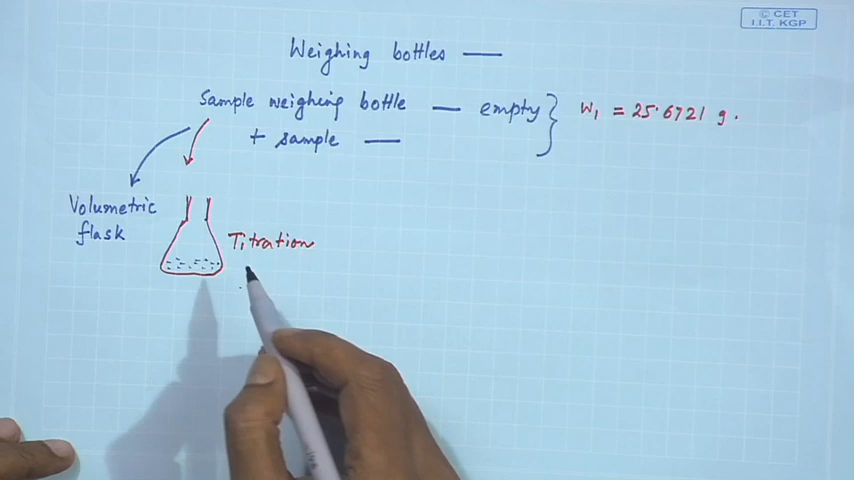 © CET
I.I.T. KGP
Weighing bottles —
Sample weighing bottle — empty } W₁ = 25.6721 g.
+ sample —
Volumetric
flask
Titration